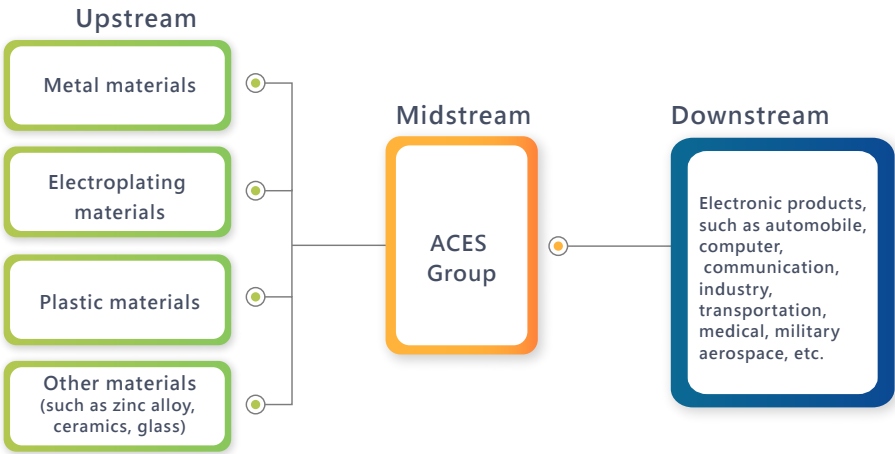 Upstream
Metal materials
Electroplating
materials
Plastic materials
Other materials
(such as zinc alloy,
ceramics, glass)
Midstream
ACES
Group
Downstream
Electronic products,
such as automobile,
computer,
communication,
industry,
transportation,
medical, military
aerospace, etc.